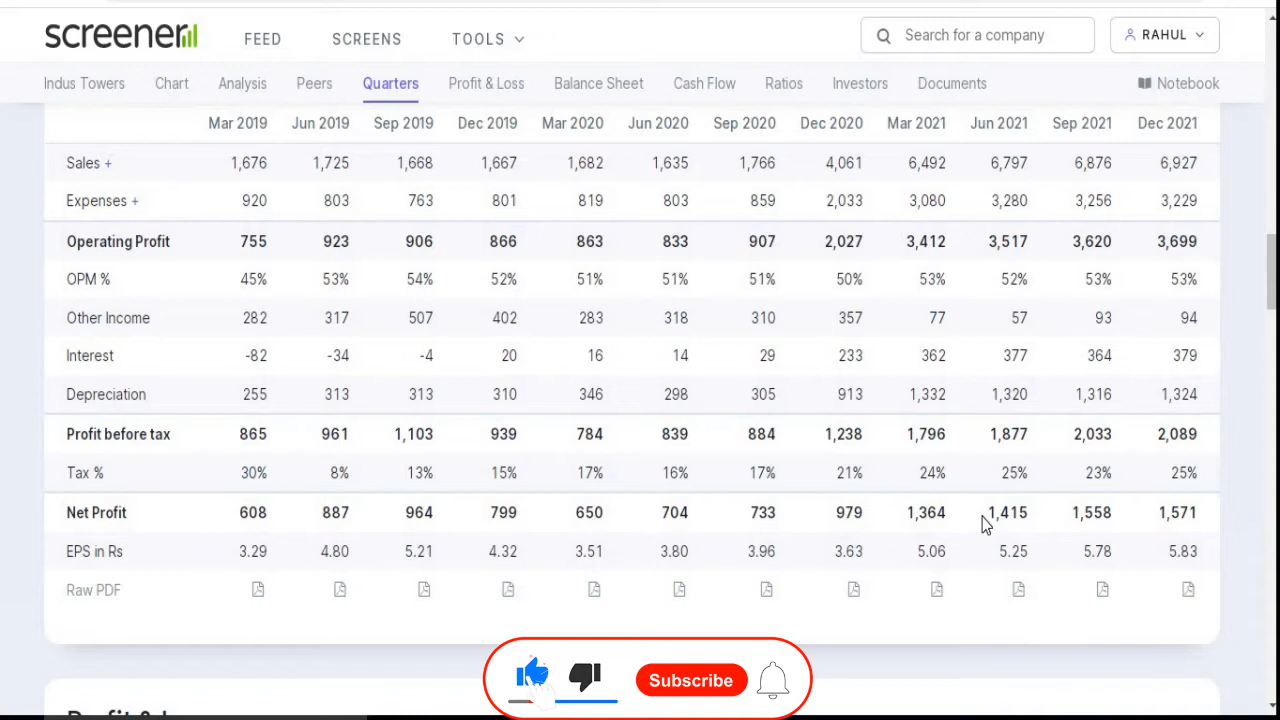 screener FEED SCREENS TOOLS Search for a company RAHUL
Indus Towers Chart Analysis Peers Quarters Profit & Loss Balance Sheet Cash Flow Ratios Investors Documents Notebook
Mar 2019 Jun 2019 Sep 2019 Dec 2019 Mar 2020 Jun 2020 Sep 2020 Dec 2020 Mar 2021 Jun 2021 Sep 2021 Dec 2021
Sales + 1,676 1,725 1,668 1,667 1,682 1,635 1,766 4,061 6,492 6,797 6,876 6,927
Expenses + 920 803 763 801 819 803 859 2,033 3,080 3,280 3,256 3,229
Operating Profit 755 923 906 866 863 833 907 2,027 3,412 3,517 3,620 3,699
OPM % 45% 53% 54% 52% 51% 51% 51% 50% 53% 52% 53% 53%
Other Income 282 317 507 402 283 318 310 357 77 57 93 94
Interest -82 -34 -4 20 16 14 29 233 362 377 364 379
Depreciation 255 313 313 310 346 298 305 913 1,332 1,320 1,316 1,324
Profit before tax 865 961 1,103 939 784 839 884 1,238 1,796 1,877 2,033 2,089
Tax % 30% 8% 13% 15% 17% 16% 17% 21% 24% 25% 23% 25%
Net Profit 608 887 964 799 650 704 733 979 1,364 1,415 1,558 1,571
EPS in Rs 3.29 4.80 5.21 4.32 3.51 3.80 3.96 3.63 5.06 5.25 5.78 5.83
Raw PDF
Subscribe